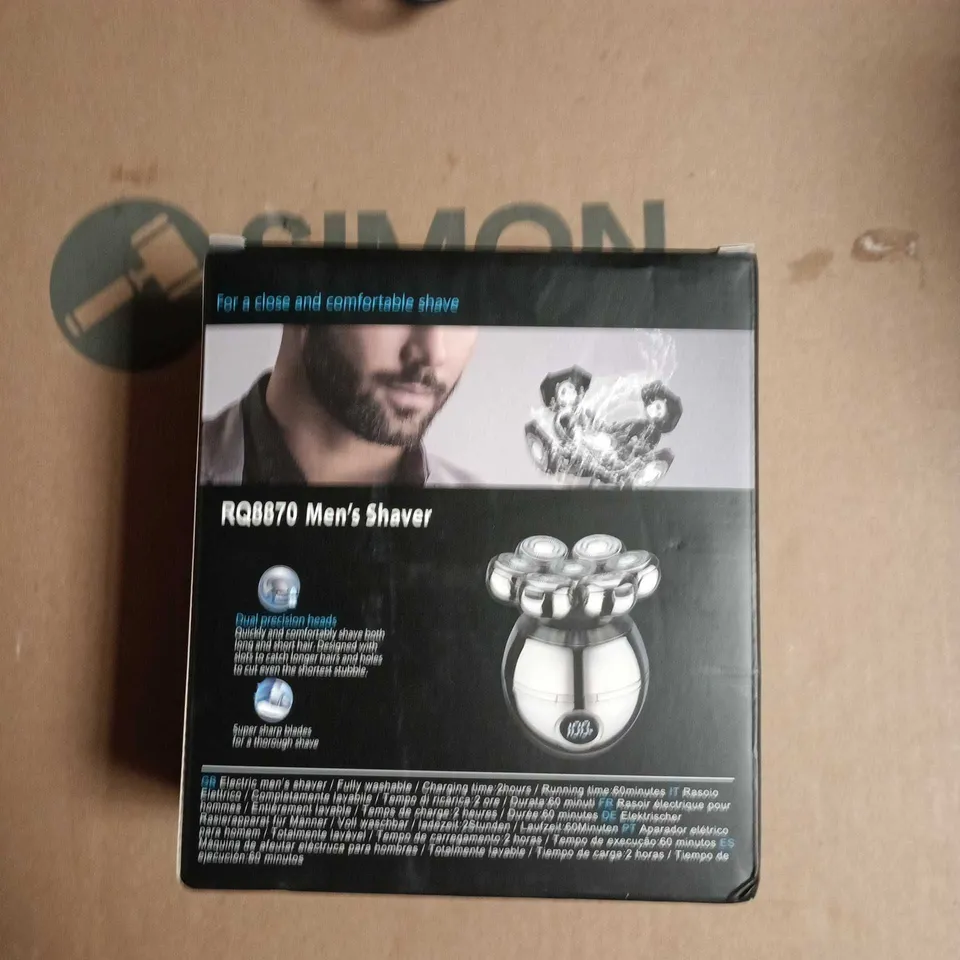 SIMON
For a close and comfortable shave
RQ8870 Men's Shaver
Dual precision heads
Quickly and comfortably shave both
long and short hair. Designed with
slots to catch longer hairs and holes
to cut even the shortest stubble.
Super sharp blades
for a thorough shave
100
GB Electric men's shaver / Fully washable / Charging time:2hours / Running time:60minutes IT Rasoio
Elettrico / Completamente lavabile / Tempo di ricarica:2 ore / Durata:60 minuti FR Rasoir électrique pour
hommes / Entièrement lavable / Temps de charge:2 heures / Durée:60 minutes DE Elektrischer
Rasierapparat für Männer / Voll waschbar / ladezeit:2Stunden / Laufzeit:60Minuten PT Aparador elétrico
para homem / Totalmente lavável / Tempo de carregamento:2 horas / Tempo de execução:60 minutos ES
Máquina de afeitar eléctrica para hombres / Totalmente lavable / Tiempo de carga:2 horas / Tiempo de
ejecución:60 minutos